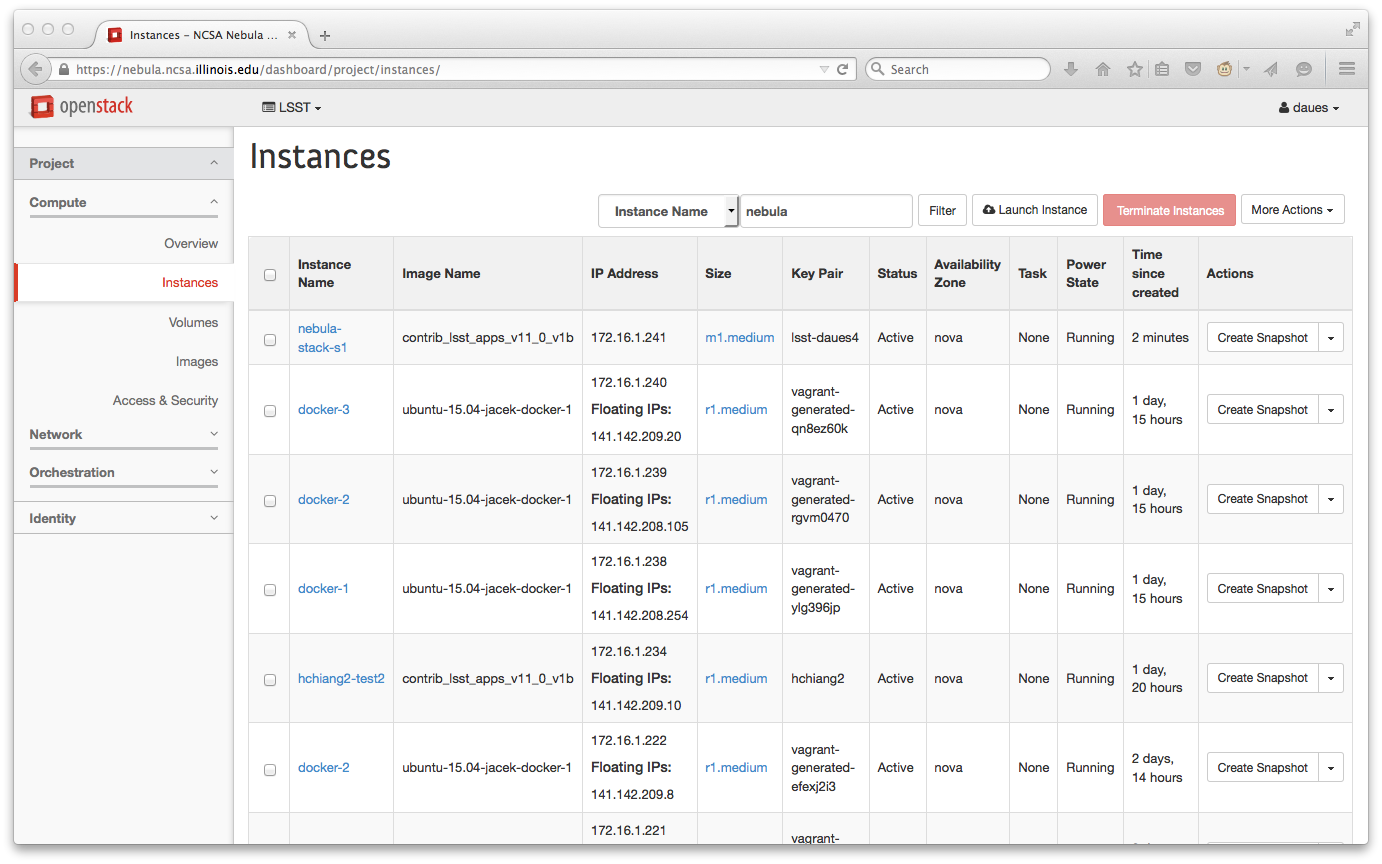 Instances – NCSA Nebula ...
https://nebula.ncsa.illinois.edu/dashboard/project/instances/
Search
openstack
LSST
daues
Project
Compute
Overview
Instances
Volumes
Images
Access & Security
Network
Orchestration
Identity
Instances
Instance Name
nebula
Filter
Launch Instance
Terminate Instances
More Actions
Instance Name
Image Name
IP Address
Size
Key Pair
Status
Availability Zone
Task
Power State
Time since created
Actions
nebula-stack-s1
contrib_lsst_apps_v11_0_v1b
172.16.1.241
m1.medium
lsst-daues4
Active
nova
None
Running
2 minutes
Create Snapshot
docker-3
ubuntu-15.04-jacek-docker-1
172.16.1.240
Floating IPs:
141.142.209.20
r1.medium
vagrant-generated-qn8ez60k
Active
nova
None
Running
1 day, 15 hours
Create Snapshot
docker-2
ubuntu-15.04-jacek-docker-1
172.16.1.239
Floating IPs:
141.142.208.105
r1.medium
vagrant-generated-rgvm0470
Active
nova
None
Running
1 day, 15 hours
Create Snapshot
docker-1
ubuntu-15.04-jacek-docker-1
172.16.1.238
Floating IPs:
141.142.208.254
r1.medium
vagrant-generated-ylg396jp
Active
nova
None
Running
1 day, 15 hours
Create Snapshot
hchiang2-test2
contrib_lsst_apps_v11_0_v1b
172.16.1.234
Floating IPs:
141.142.209.10
r1.medium
hchiang2
Active
nova
None
Running
1 day, 20 hours
Create Snapshot
docker-2
ubuntu-15.04-jacek-docker-1
172.16.1.222
Floating IPs:
141.142.209.8
r1.medium
vagrant-generated-efexj2i3
Active
nova
None
Running
2 days, 14 hours
Create Snapshot
172.16.1.221
vagrant-